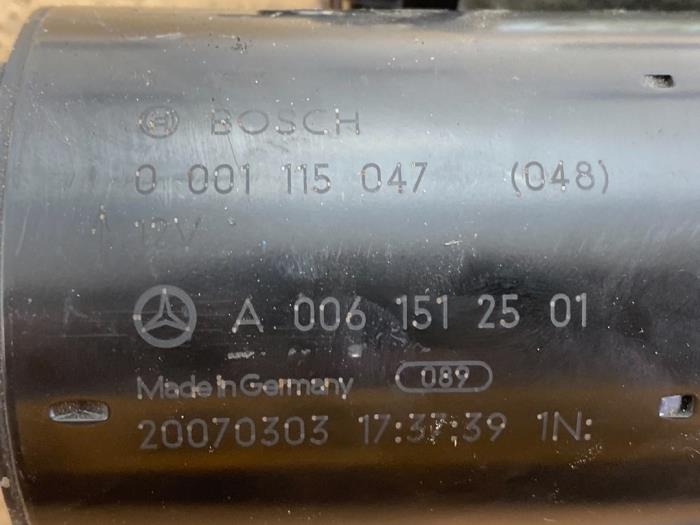 BOSCH
0 001 115 047 (048)
12V
A 006 151 25 01
Made in Germany 089
20070303 17:37:39 1N: